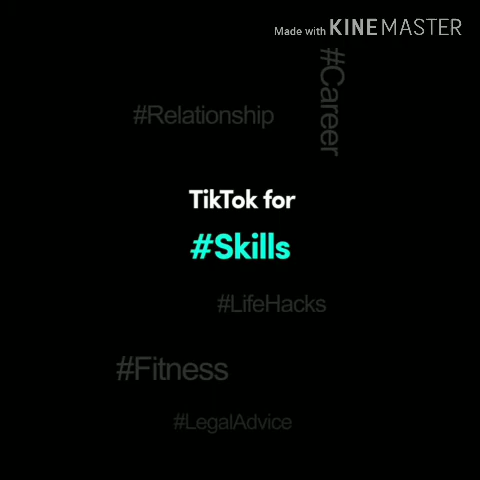 Made with KINEMASTER
#Career
#Relationship
TikTok for
#Skills
#LifeHacks
#Fitness
#LegalAdvice